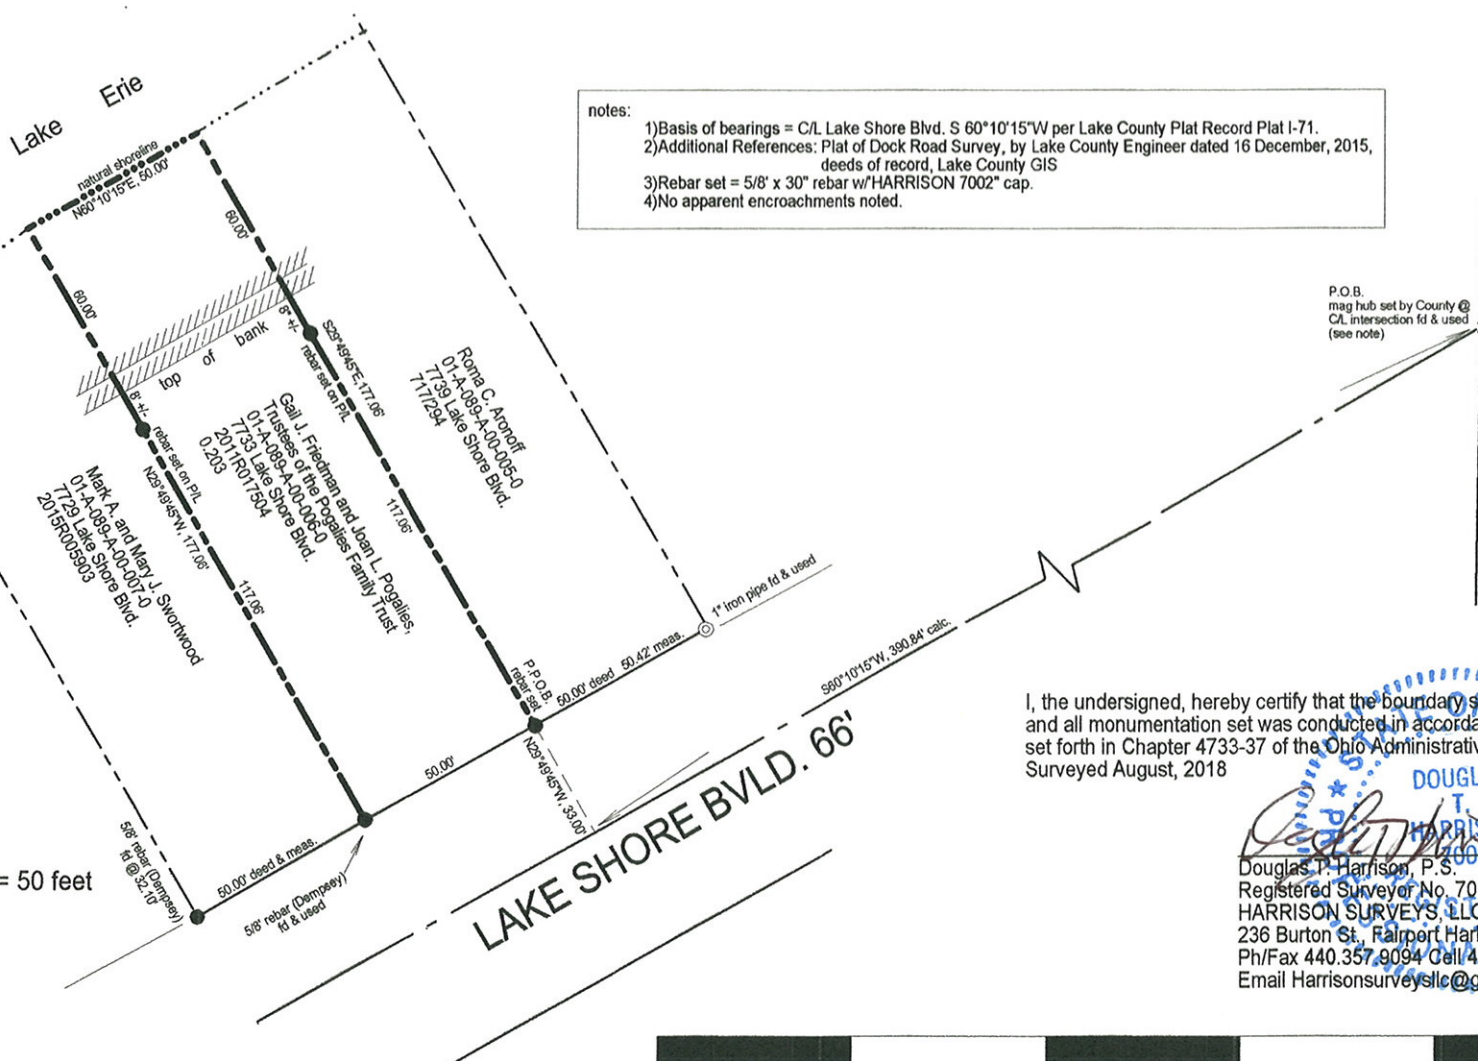 Lake Erie
natural shoreline
N60°10'15"E, 50.00'
60.00'
60.00'
top of bank
8' +/-
rebar set on P/L
N29°49'45"W, 177.06'
117.06'
8" +/-
rebar set on P/L
S29°49'45"E, 177.06'
117.06'
Mark A. and Mary J. Swortwood
01-A-089-A-00-007-0
7729 Lake Shore Blvd.
2015R005903
Gail J. Friedman and Joan L. Pogalies,
Trustees of the Pogalies Family Trust
01-A-089-A-00-006-0
7733 Lake Shore Blvd.
2011R017504
0.203
Roma C. Aronoff
01-A-089-A-00-005-0
7739 Lake Shore Blvd.
717/294
notes:
1)Basis of bearings = C/L Lake Shore Blvd. S 60°10'15"W per Lake County Plat Record Plat I-71.
2)Additional References: Plat of Dock Road Survey, by Lake County Engineer dated 16 December, 2015,
deeds of record, Lake County GIS
3)Rebar set = 5/8' x 30" rebar w/"HARRISON 7002" cap.
4)No apparent encroachments noted.
P.O.B.
mag hub set by County @
C/L intersection fd & used
(see note)
1" iron pipe fd & used
50.00' deed 50.42' meas.
P.P.O.B.
rebar set
N29°49'45"W, 33.00'
50.00'
50.00' deed & meas.
5/8' rebar (Dempsey)
fd @ 32.10'
5/8' rebar (Dempsey)
fd & used
S60°10'15"W, 390.84' calc.
LAKE SHORE BVLD. 66'
= 50 feet
I, the undersigned, hereby certify that the boundary s
and all monumentation set was conducted in accorda
set forth in Chapter 4733-37 of the Ohio Administrativ
Surveyed August, 2018
STATE O
DOUGL
T.
HARRIS
700
REGIST
PROFESSIONA
Douglas T. Harrison, P.S.
Registered Surveyor No. 70
HARRISON SURVEYS, LLC
236 Burton St., Fairport Har
Ph/Fax 440.357.9094 Cell 4
Email Harrisonsurveysllc@g